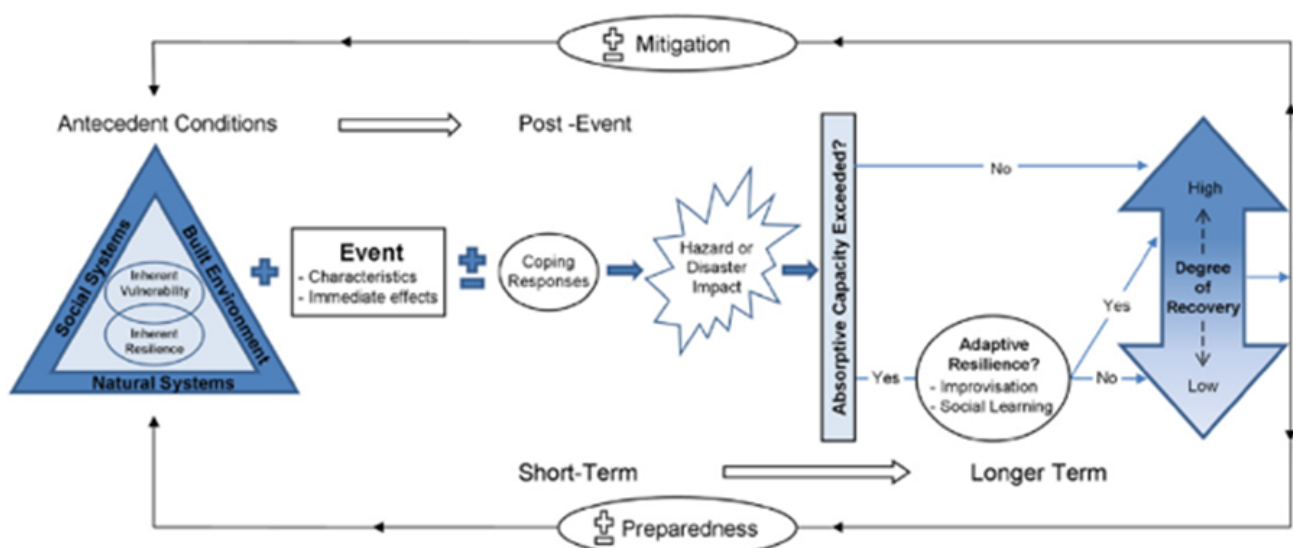 Mitigation
Antecedent Conditions
Post -Event
Social Systems
Built Environment
Natural Systems
Inherent
Vulnerability
Inherent
Resilience
Event
- Characteristics
- Immediate effects
Coping
Responses
Hazard or
Disaster
Impact
Absorptive Capacity Exceeded?
No
Yes
Adaptive
Resilience?
- Improvisation
- Social Learning
Yes
No
High
Degree
of
Recovery
Low
Short-Term
Longer Term
Preparedness